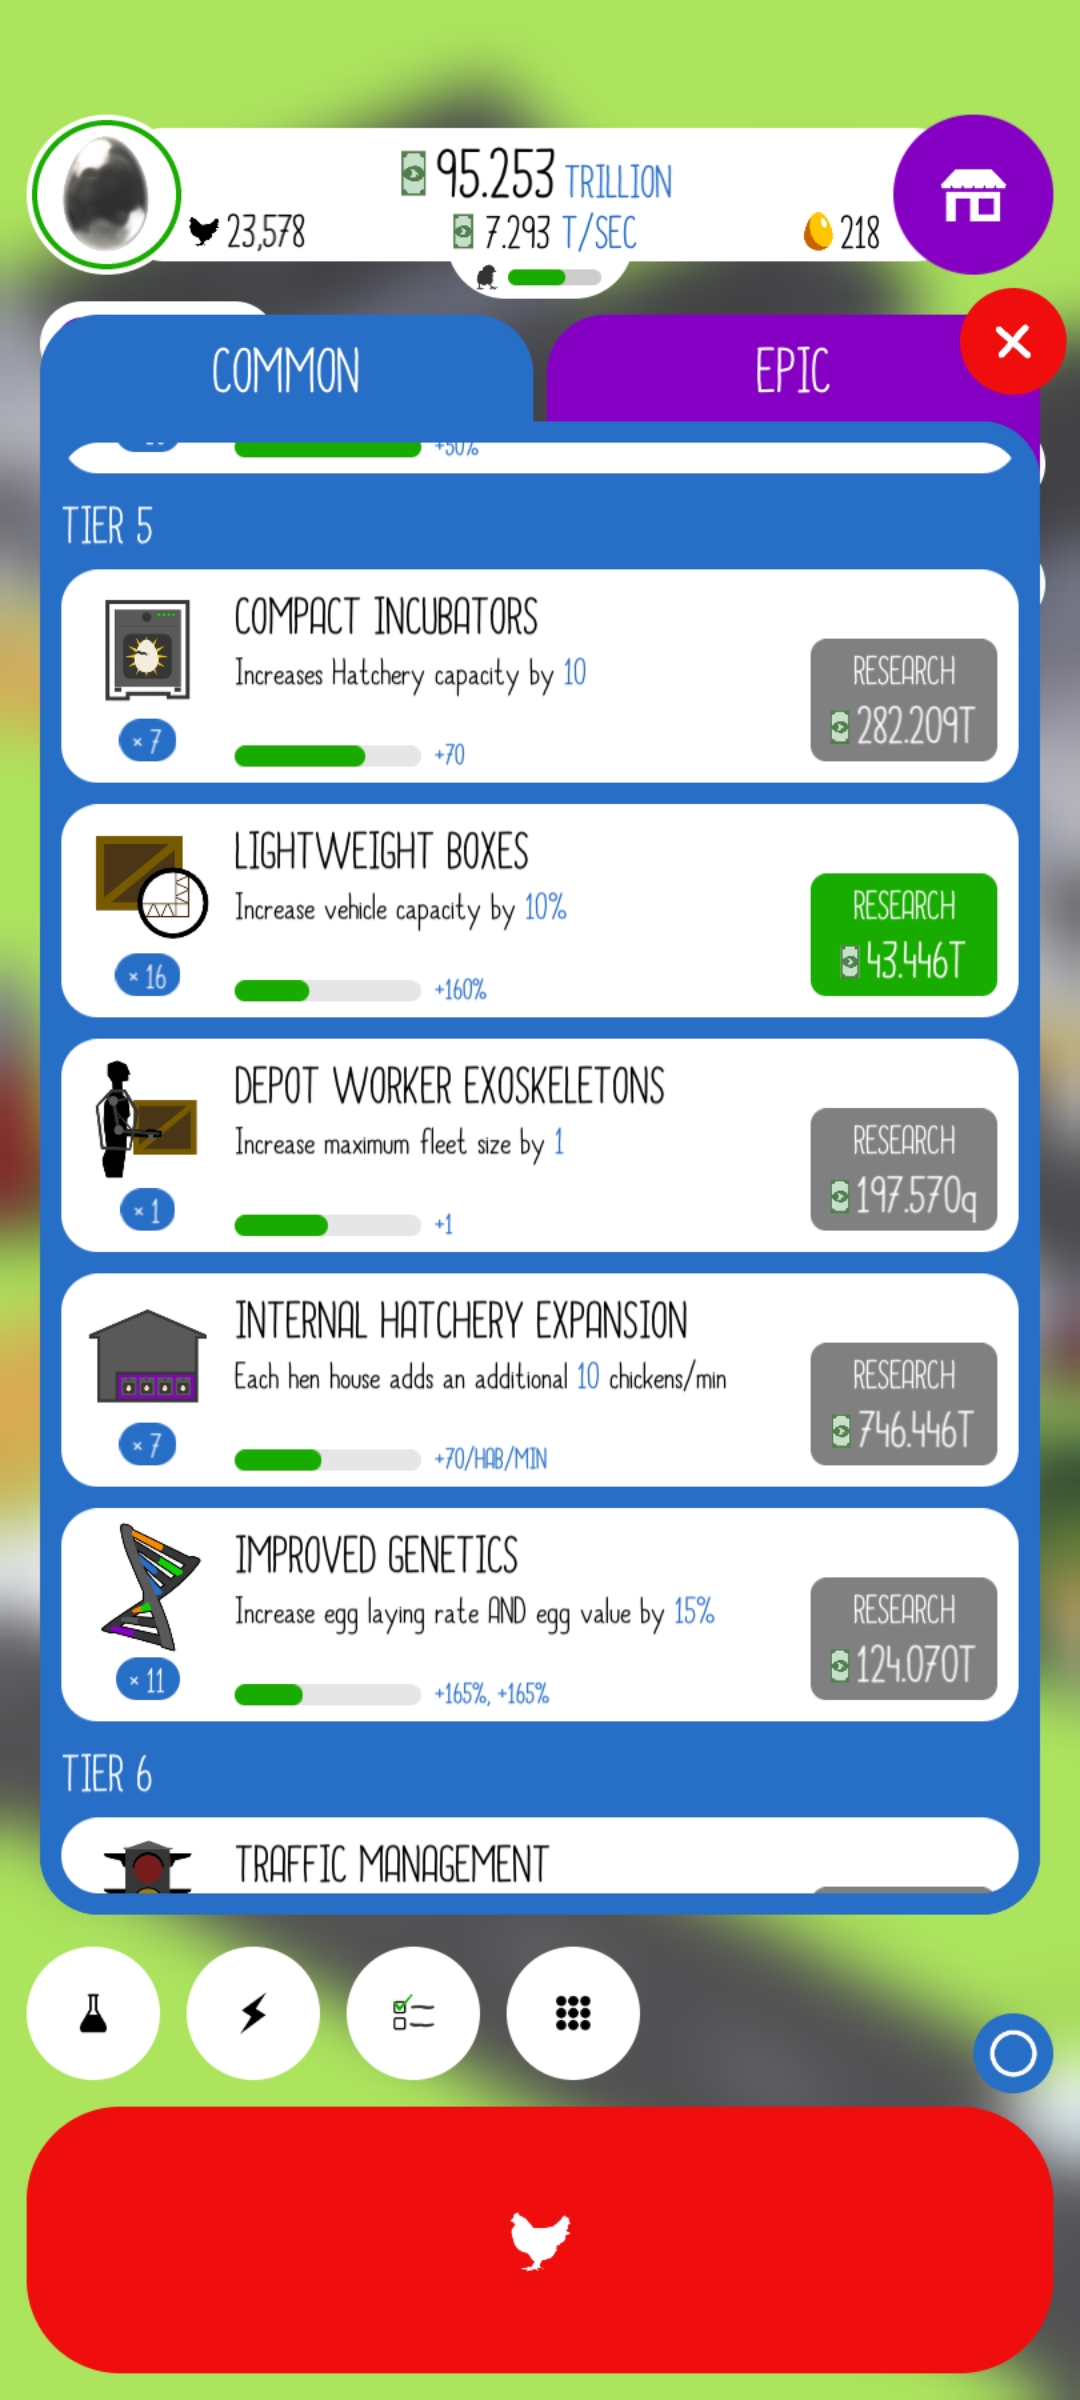 95.253 TRILLION
23,578
7.293 T/SEC
218
COMMON
EPIC
+50%
TIER 5
COMPACT INCUBATORS
Increases Hatchery capacity by 10
RESEARCH
282.209T
× 7
+70
LIGHTWEIGHT BOXES
Increase vehicle capacity by 10%
RESEARCH
43.446T
× 16
+160%
DEPOT WORKER EXOSKELETONS
Increase maximum fleet size by 1
RESEARCH
197.570q
× 1
+1
INTERNAL HATCHERY EXPANSION
Each hen house adds an additional 10 chickens/min
RESEARCH
746.446T
× 7
+70/HAB/MIN
IMPROVED GENETICS
Increase egg laying rate AND egg value by 15%
RESEARCH
124.070T
× 11
+165%, +165%
TIER 6
TRAFFIC MANAGEMENT